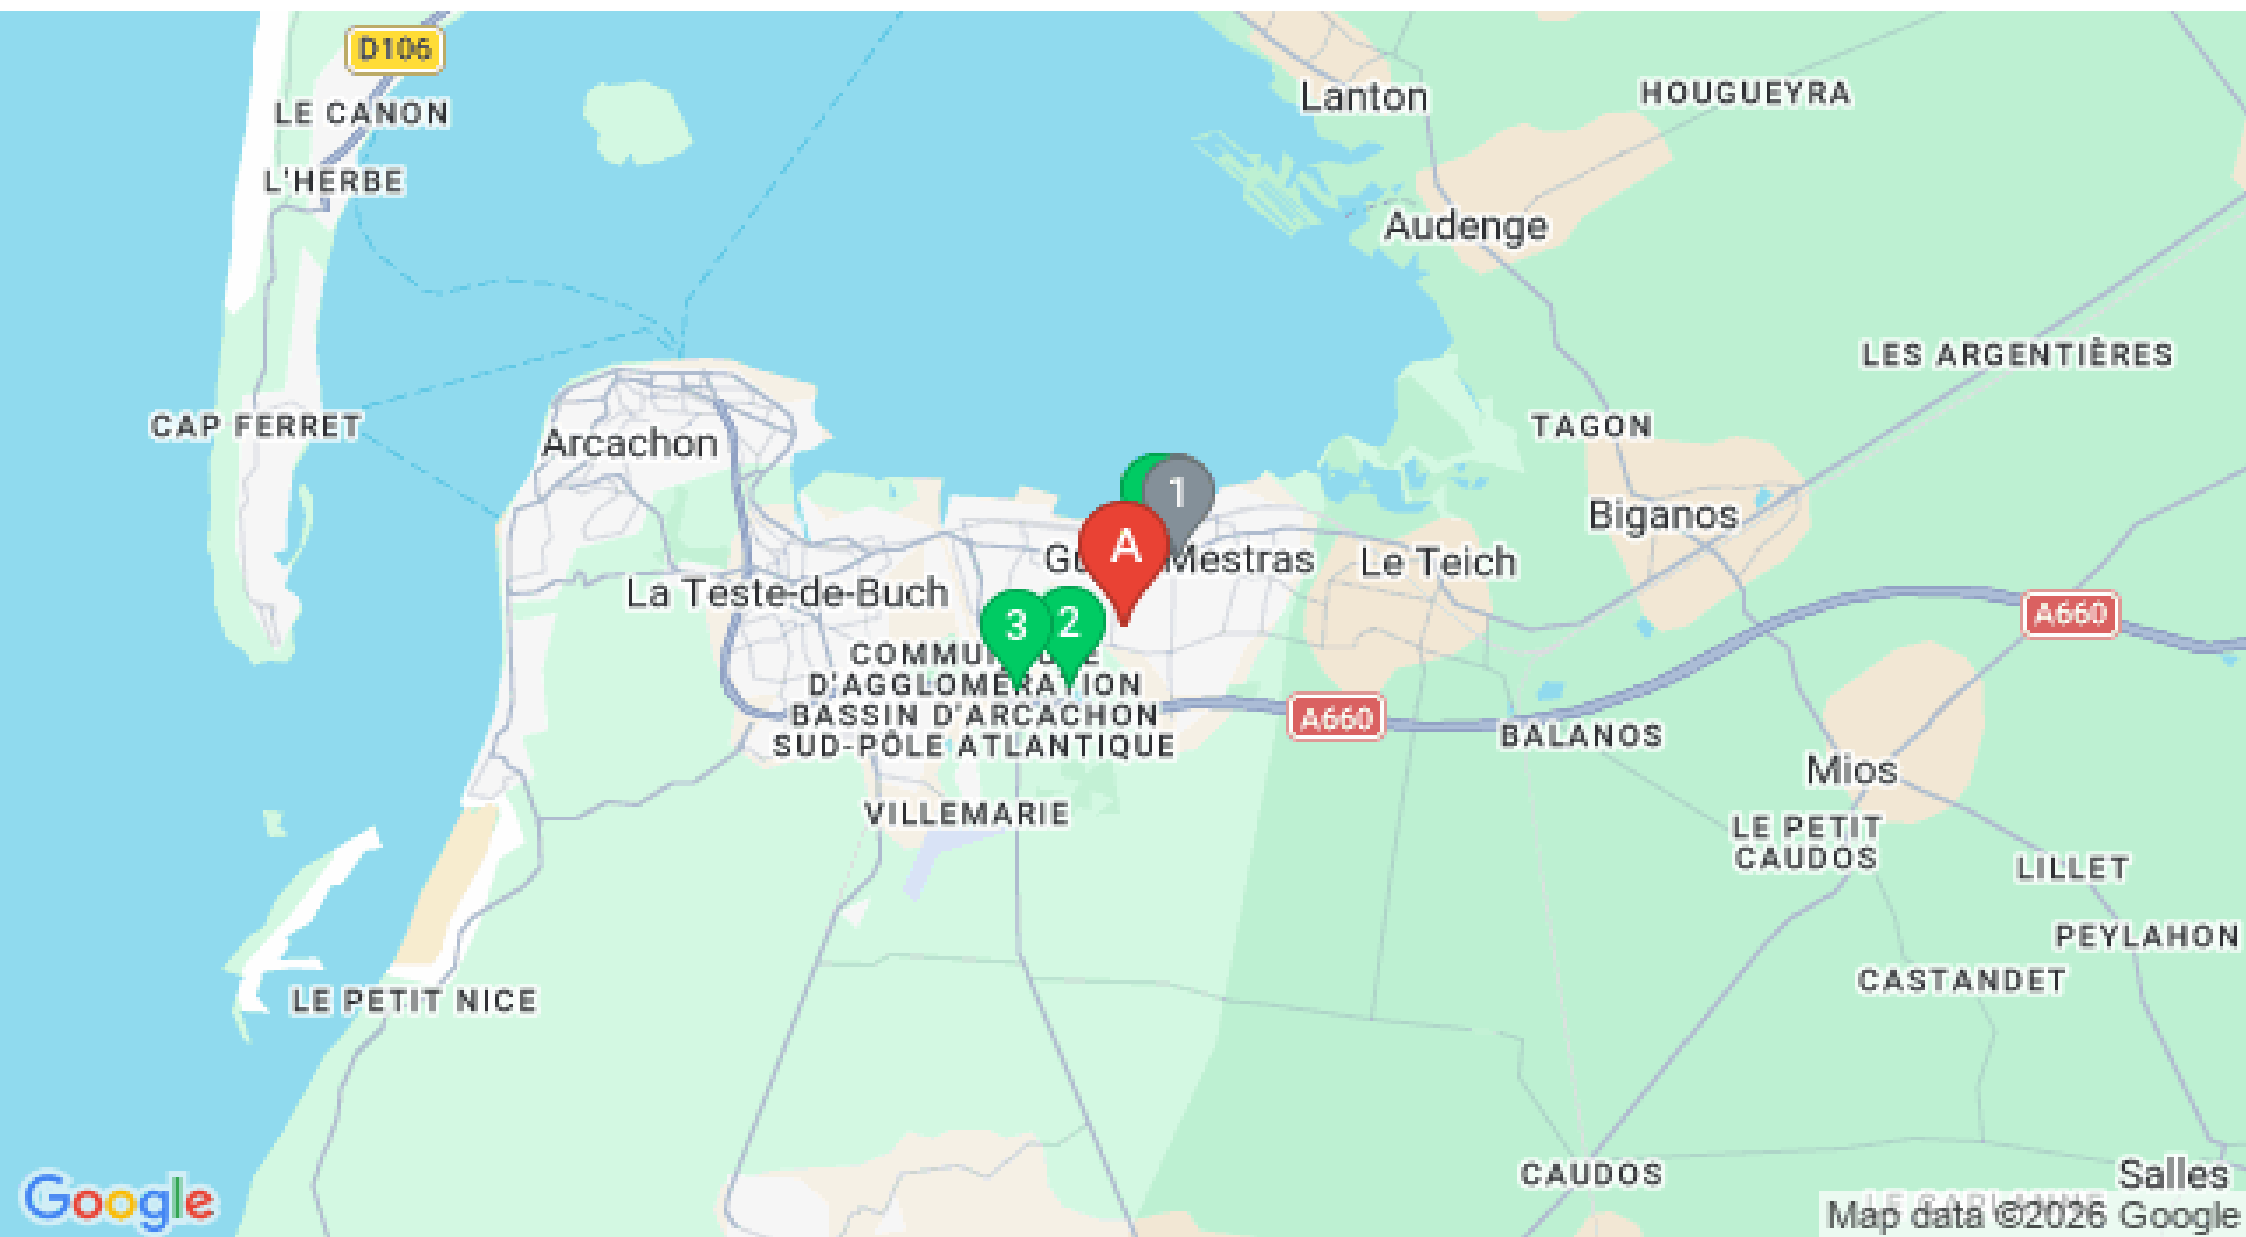 D106
LE CANON
L'HERBE
Lanton
HOUGUEYRA
Audenge
LES ARGENTIÈRES
CAP FERRET
Arcachon
TAGON
1
Biganos
A
Mestras
Le Teich
La Teste-de-Buch
A660
3
2
D'AGGLOMÉRATION
BASSIN D'ARCACHON
SUD-PÔLE ATLANTIQUE
A660
BALANOS
Mios
VILLEMARIE
LE PETIT
CAUDOS
LILLET
PEYLAHON
CASTANDET
LE PETIT NICE
CAUDOS
Salles
Google
Map data ©2026 Google